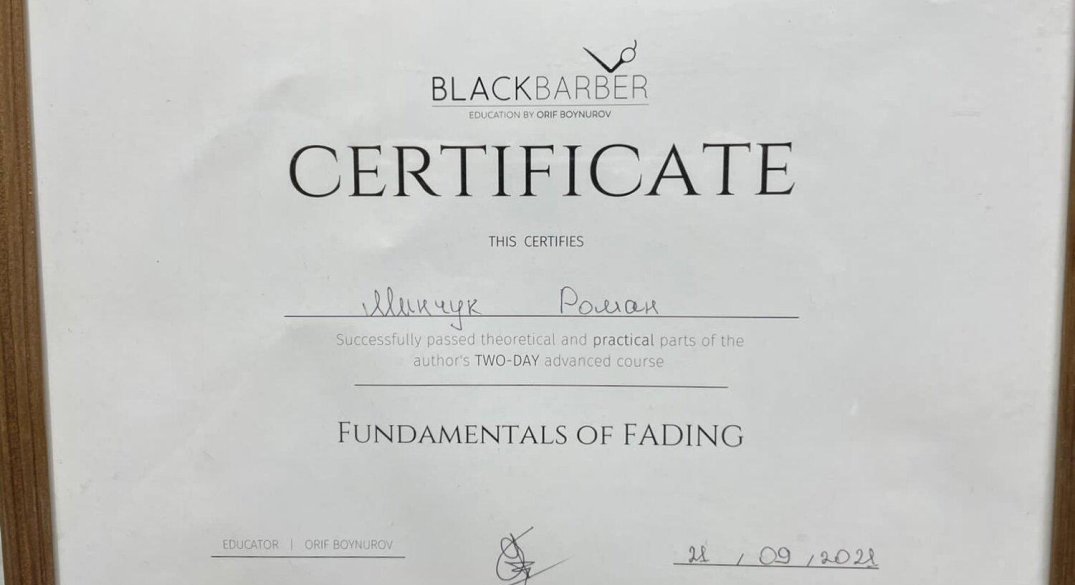 BLACKBARBER
EDUCATION BY ORIF BOYNUROV
CERTIFICATE
THIS CERTIFIES
Минчук Роман
Successfully passed theoretical and practical parts of the
author's TWO-DAY advanced course
FUNDAMENTALS OF FADING
EDUCATOR | ORIF BOYNUROV
21 / 09 / 2021